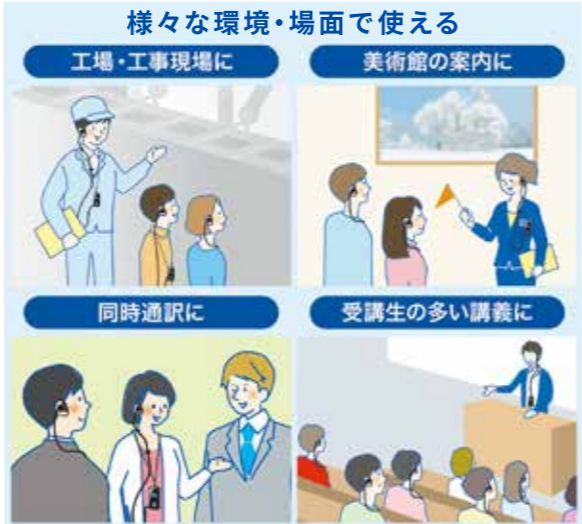 様々な環境・場面で使える
工場・工事現場に
美術館の案内に
同時通訳に
受講生の多い講義に